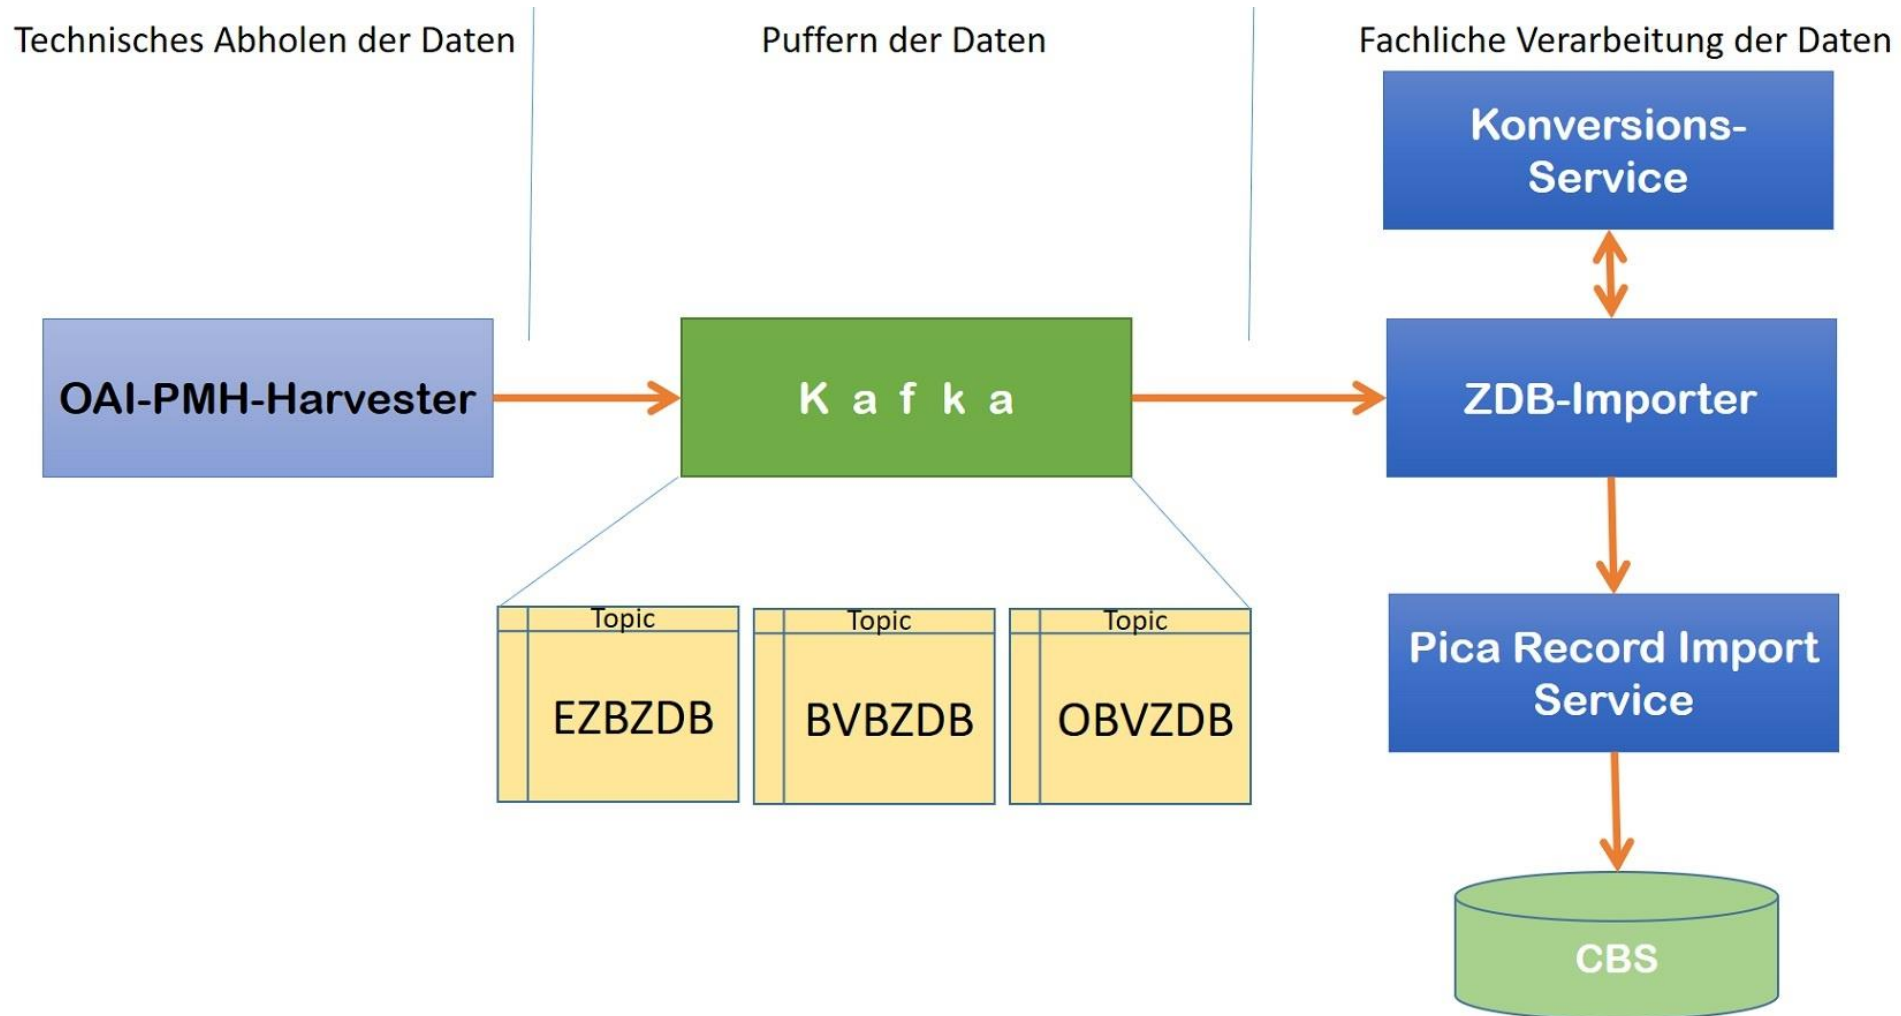 Technisches Abholen der Daten
Puffern der Daten
Fachliche Verarbeitung der Daten
Konversions-
Service
OAI-PMH-Harvester
K a f k a
ZDB-Importer
Topic
Topic
Topic
EZBZDB
BVBZDB
OBVZDB
Pica Record Import
Service
CBS